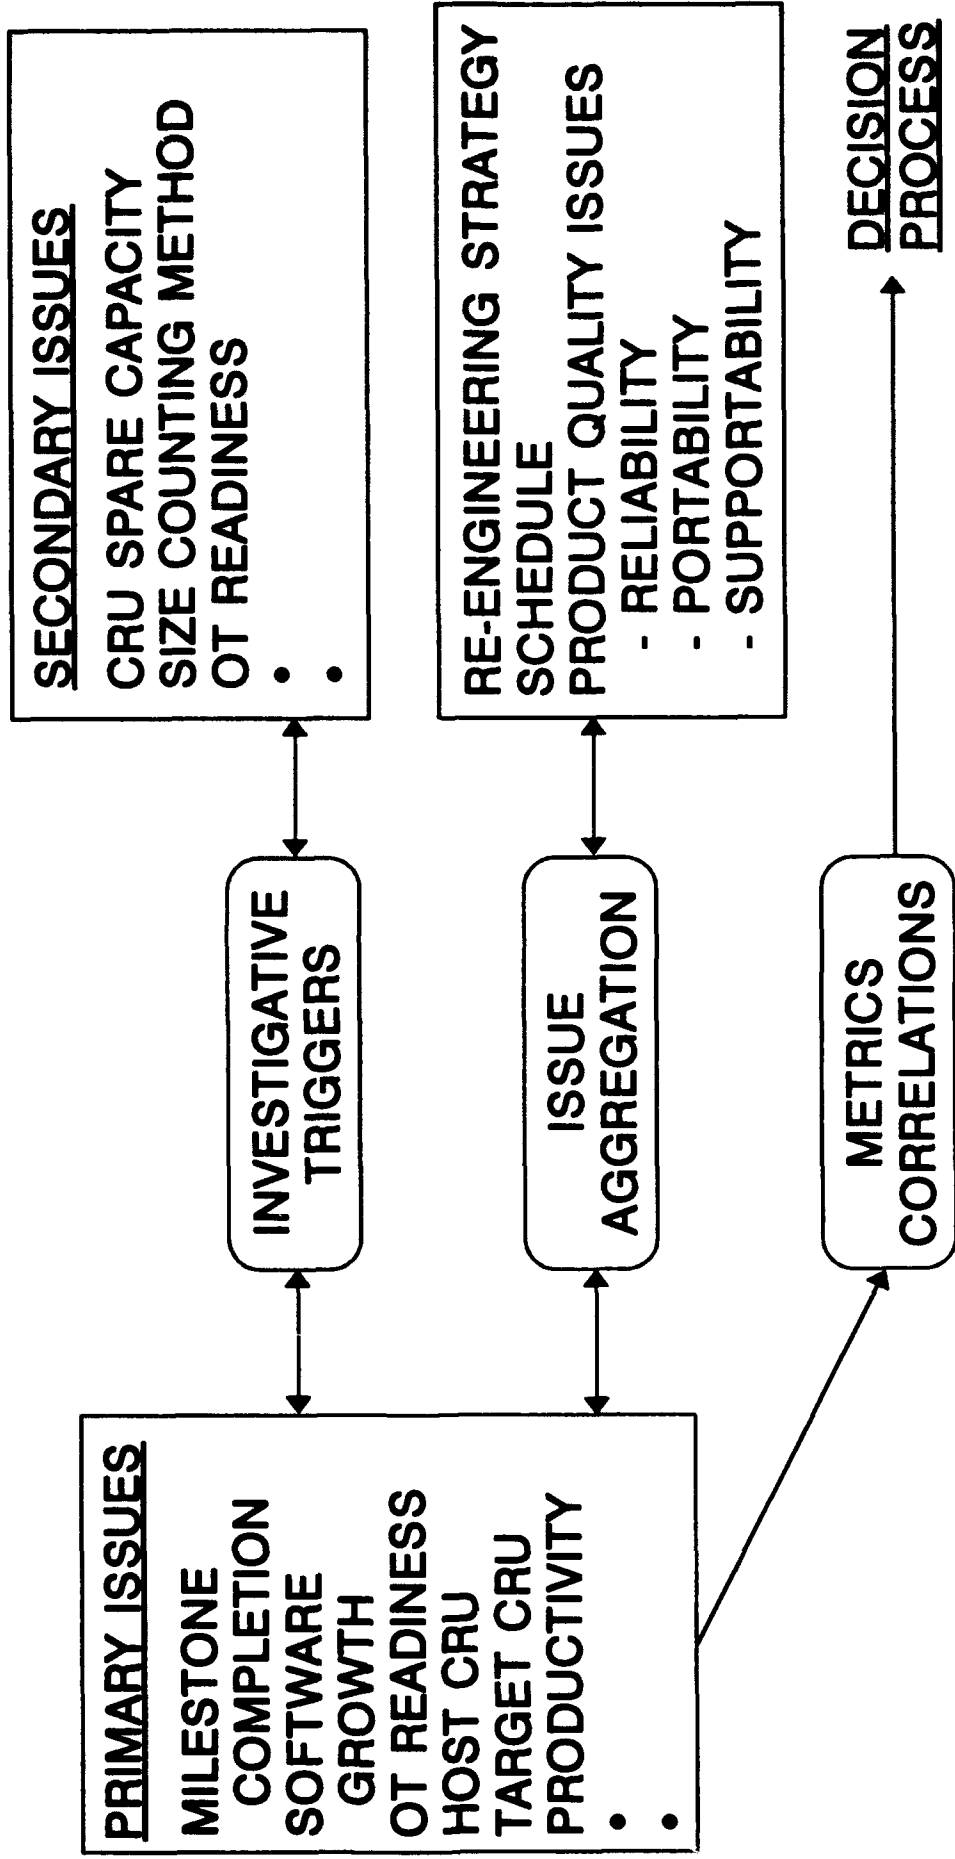 PRIMARY ISSUES
MILESTONE
COMPLETION
SOFTWARE
GROWTH
OT READINESS
HOST CRU
TARGET CRU
PRODUCTIVITY
•
•
INVESTIGATIVE
TRIGGERS
ISSUE
AGGREGATION
METRICS
CORRELATIONS
SECONDARY ISSUES
CRU SPARE CAPACITY
SIZE COUNTING METHOD
OT READINESS
•
•
RE-ENGINEERING STRATEGY
SCHEDULE
PRODUCT QUALITY ISSUES
- RELIABILITY
- PORTABILITY
- SUPPORTABILITY
DECISION
PROCESS